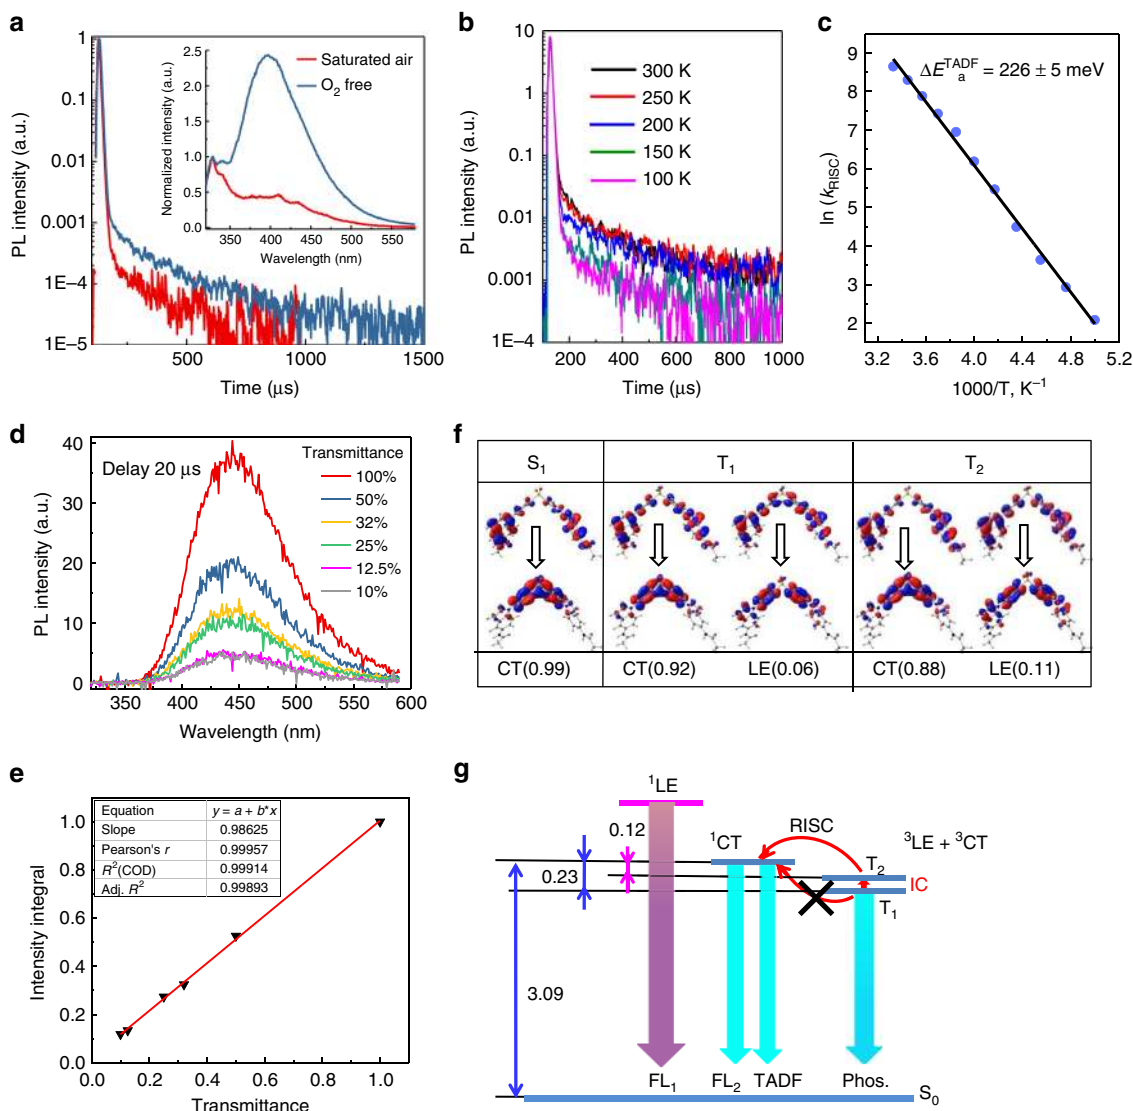 a
PL intensity (a.u.)
1
0.1
0.01
0.001
1E–4
1E–5
500
1000
1500
Time (μs)
Normalized intensity (a.u.)
2.5
2.0
1.5
1.0
0.5
0.0
350
400
450
500
550
Wavelength (nm)
Saturated air
O₂ free
b
PL intensity (a.u.)
10
1
0.1
0.01
0.001
1E–4
200
400
600
800
1000
Time (μs)
300 K
250 K
200 K
150 K
100 K
c
ln (kRISC)
9
8
7
6
5
4
3
2
ΔEₐᵀᴬᴰᶠ = 226 ± 5 meV
3.2
3.6
4.0
4.4
4.8
5.2
1000/T, K⁻¹
d
PL intensity (a.u.)
40
30
20
10
0
Delay 20 μs
Transmittance
100%
50%
32%
25%
12.5%
10%
350
400
450
500
550
600
Wavelength (nm)
f
S₁ T₁ T₂
CT(0.99) CT(0.92) LE(0.06) CT(0.88) LE(0.11)
e
Intensity integral
1.0
0.8
0.6
0.4
0.2
0.0
Equation y = a + b*x
Slope 0.98625
Pearson's r 0.99957
R²(COD) 0.99914
Adj. R² 0.99893
0.0
0.2
0.4
0.6
0.8
1.0
Transmittance
g
¹LE
0.12
¹CT
RISC
³LE + ³CT
0.23
T₂
IC
T₁
3.09
FL₁ FL₂ TADF Phos.
S₀